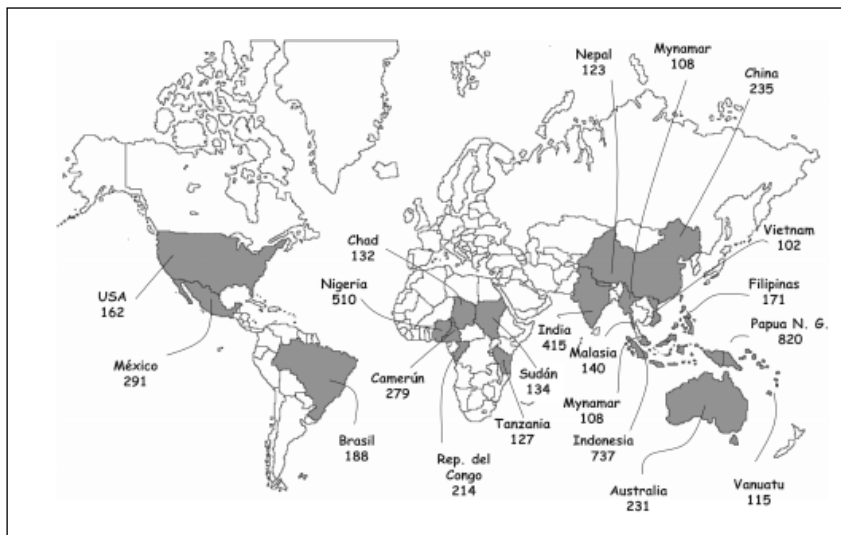 Nepal
123
Mynamar
108
China
235
Vietnam
102
Chad
132
Nigeria
510
Filipinas
171
USA
162
India
415
Papua N. G.
820
México
291
Camerún
279
Sudán
134
Malasia
140
Mynamar
108
Tanzania
127
Indonesia
737
Brasil
188
Rep. del
Congo
214
Australia
231
Vanuatu
115